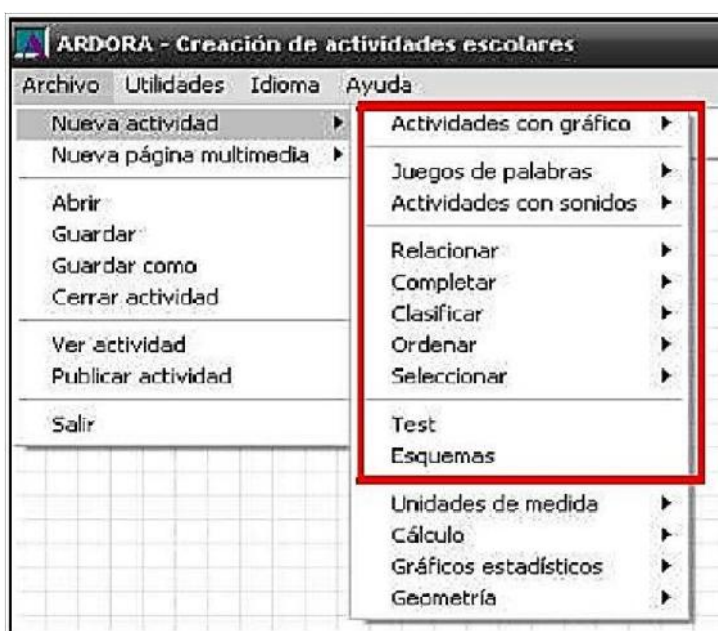 ARDORA - Creación de actividades escolares
Archivo Utilidades Idioma Ayuda
Nueva actividad
Nueva página multimedia
Abrir
Guardar
Guardar como
Cerrar actividad
Ver actividad
Publicar actividad
Salir
Actividades con gráfico
Juegos de palabras
Actividades con sonidos
Relacionar
Completar
Clasificar
Ordenar
Seleccionar
Test
Esquemas
Unidades de medida
Cálculo
Gráficos estadísticos
Geometría